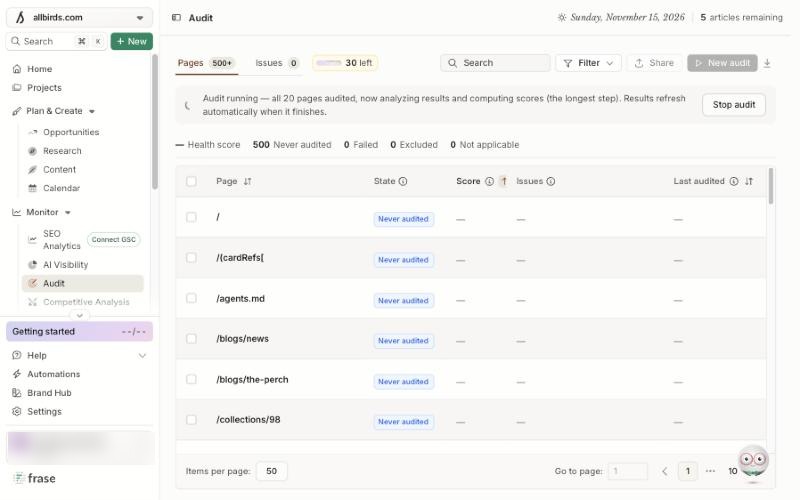 allbirds.com
Search ⌘ K
+ New
Home
Projects
Plan & Create
Opportunities
Research
Content
Calendar
Monitor
SEO Analytics
Connect GSC
AI Visibility
Audit
Competitive Analysis
Getting started --/--
Help
Automations
Brand Hub
Settings
frase
Audit
Sunday, November 15, 2026
5 articles remaining
Pages 500+
Issues 0
30 left
Search
Filter
Share
New audit
Audit running — all 20 pages audited, now analyzing results and computing scores (the longest step). Results refresh
automatically when it finishes.
Stop audit
— Health score 500 Never audited 0 Failed 0 Excluded 0 Not applicable
Page State Score Issues Last audited
/ Never audited — — —
/(cardRefs[ Never audited — — —
/agents.md Never audited — — —
/blogs/news Never audited — — —
/blogs/the-perch Never audited — — —
/collections/98 Never audited — — —
Items per page: 50
Go to page: 1
1 ••• 10